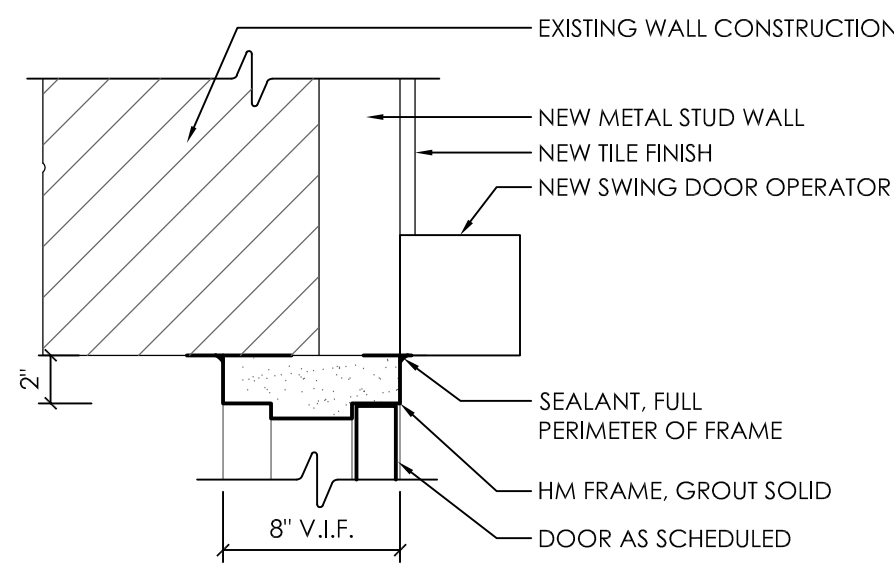 EXISTING WALL CONSTRUCTION
NEW METAL STUD WALL
NEW TILE FINISH
NEW SWING DOOR OPERATOR
2"
SEALANT, FULL
PERIMETER OF FRAME
HM FRAME, GROUT SOLID
8" V.I.F.
DOOR AS SCHEDULED